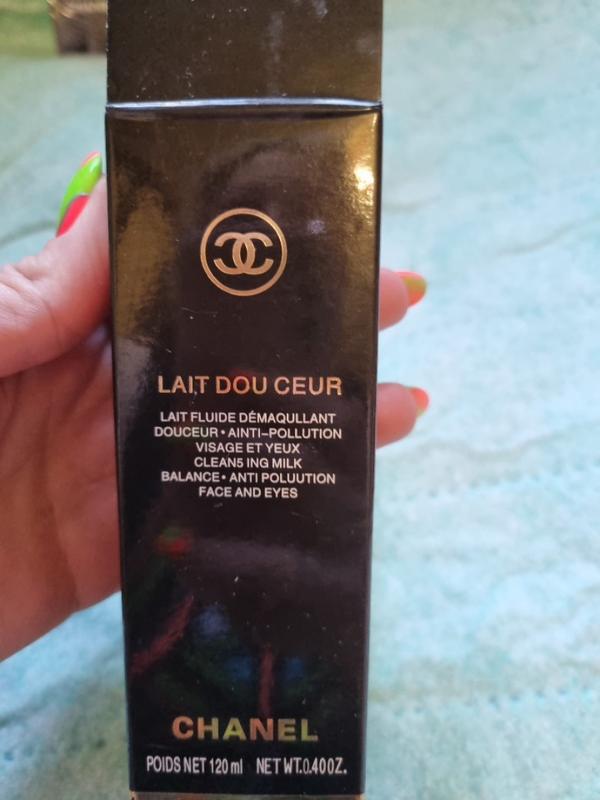 LAIT DOU CEUR
LAIT FLUIDE DÉMAQULLANT
DOUCEUR • AINTI-POLLUTION
VISAGE ET YEUX
CLEAN5 ING MILK
BALANCE • ANTI POLUUTION
FACE AND EYES
CHANEL
POIDS NET 120 ml NET WT.0.40OZ.